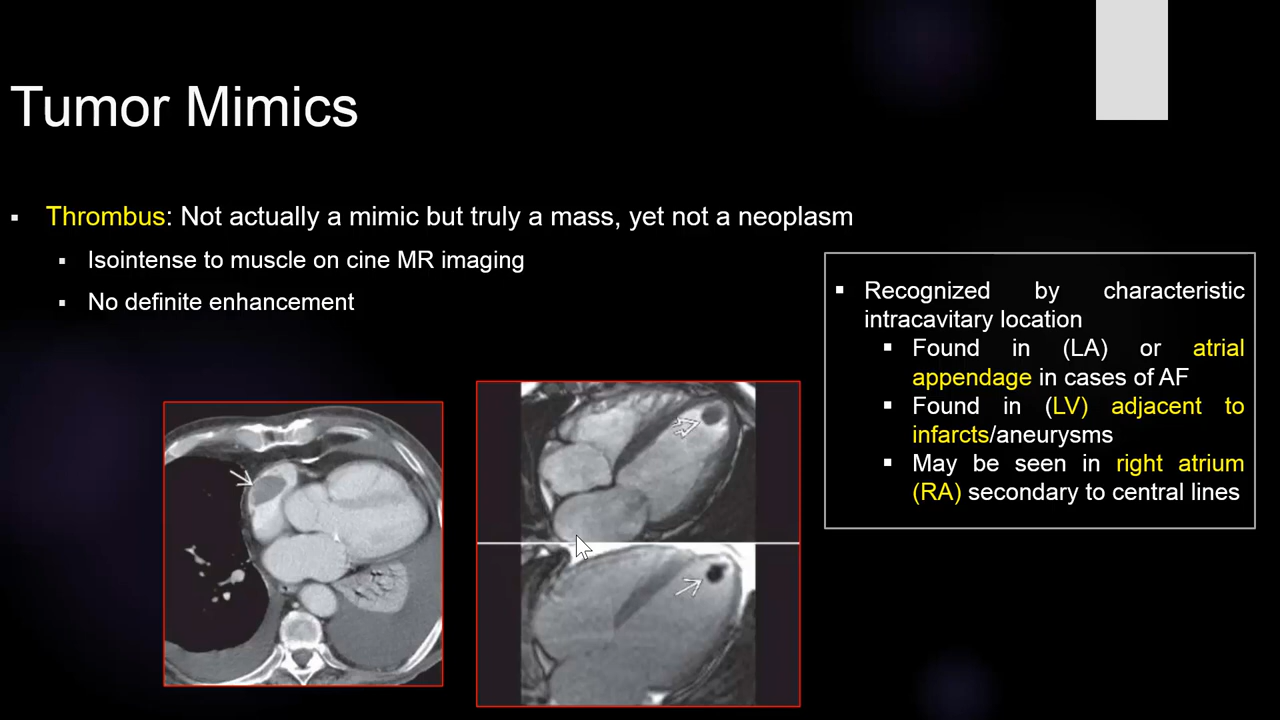 Tumor Mimics
▪ Thrombus: Not actually a mimic but truly a mass, yet not a neoplasm
▪ Isointense to muscle on cine MR imaging
▪ No definite enhancement
▪ Recognized by characteristic
intracavitary location
▪ Found in (LA) or atrial
appendage in cases of AF
▪ Found in (LV) adjacent to
infarcts/aneurysms
▪ May be seen in right atrium
(RA) secondary to central lines